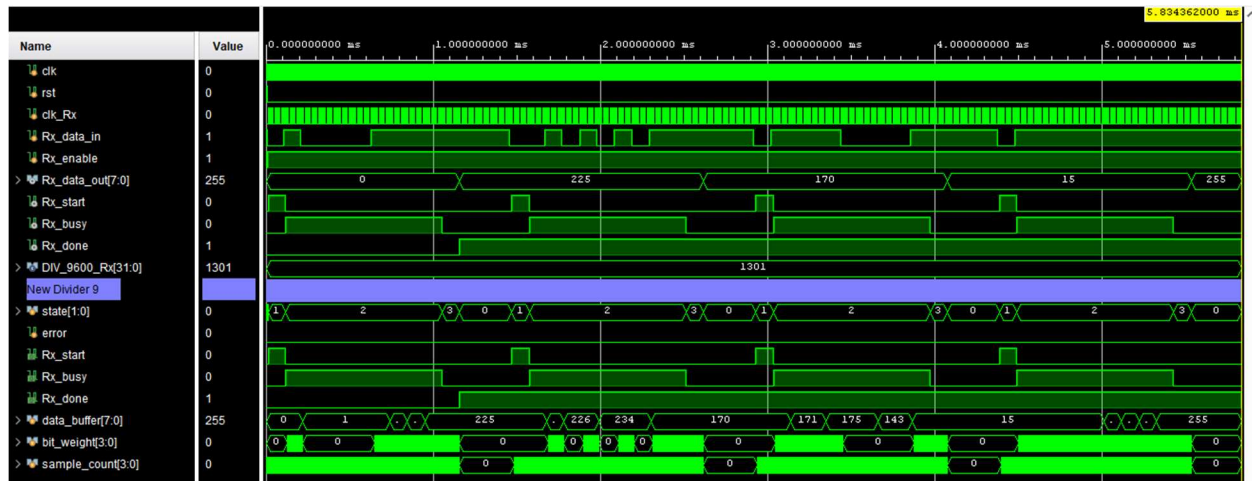 5.834362000 ms
Name Value 0.000000000 ms 1.000000000 ms 2.000000000 ms 3.000000000 ms 4.000000000 ms 5.000000000 ms
clk 0
rst 0
clk_Rx 0
Rx_data_in 1
Rx_enable 1
> Rx_data_out[7:0] 255 0 225 170 15 255
Rx_start 0
Rx_busy 0
Rx_done 1
> DIV_9600_Rx[31:0] 1301 1301
New Divider 9
> state[1:0] 0 1 2 3 0 1 2 3 0 1 2 3 0 1 2 3 0
error 0
Rx_start 0
Rx_busy 0
Rx_done 1
> data_buffer[7:0] 255 0 1 . . 225 . 226 234 170 171 175 143 15 . . . 255
> bit_weight[3:0] 0 0 0 0 0 0 0 0 0 0 0
> sample_count[3:0] 0 0 0 0 0